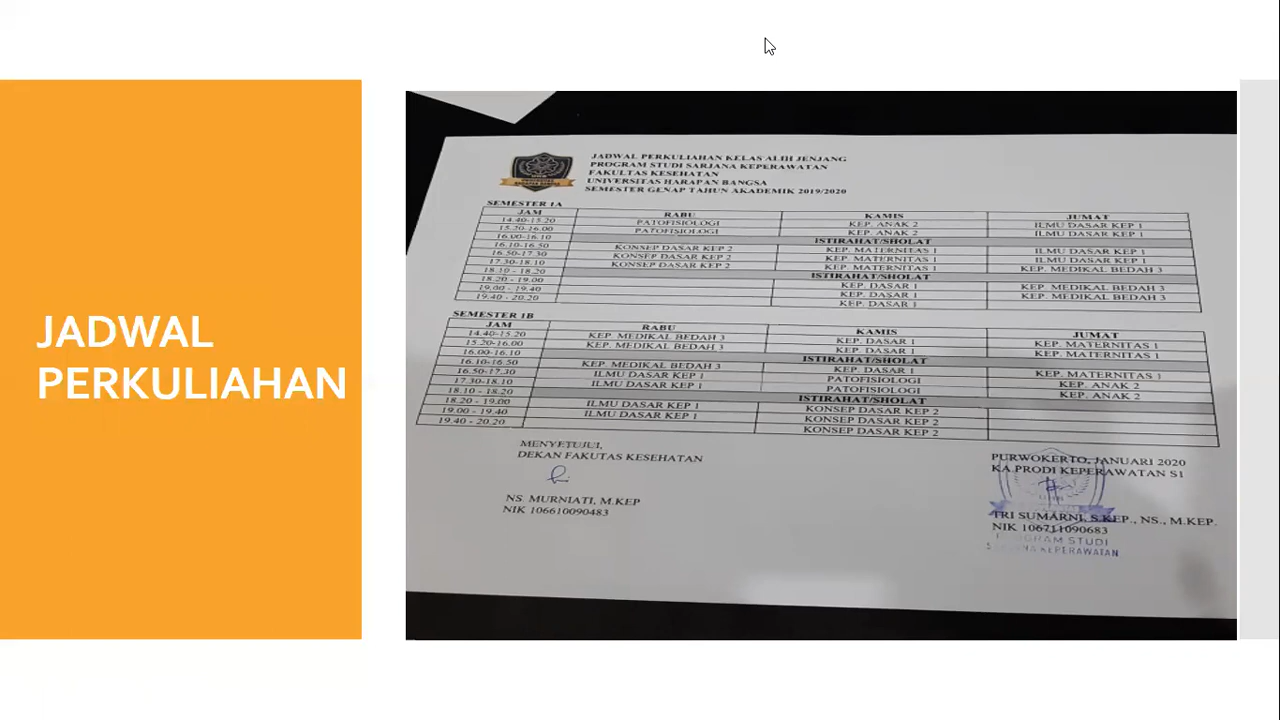 JADWAL
PERKULIAHAN
JADWAL PERKULIAHAN KELAS ALIH JENJANG
PROGRAM STUDI SARJANA KEPERAWATAN
FAKULTAS KESEHATAN
UNIVERSITAS HARAPAN BANGSA
SEMESTER GENAP TAHUN AKADEMIK 2019/2020
SEMESTER 1A
JAM RABU KAMIS JUMAT
14.40-15.20 PATOFISIOLOGI KEP. ANAK 2 ILMU DASAR KEP 1
15.20-16.00 PATOFISIOLOGI KEP. ANAK 2 ILMU DASAR KEP 1
16.00-16.10 ISTIRAHAT/SHOLAT
16.10-16.50 KONSEP DASAR KEP 2 KEP. MATERNITAS 1 ILMU DASAR KEP 1
16.50-17.30 KONSEP DASAR KEP 2 KEP. MATERNITAS 1 ILMU DASAR KEP 1
17.30-18.10 KONSEP DASAR KEP 2 KEP. MATERNITAS 1 KEP. MEDIKAL BEDAH 3
18.10 - 18.20 ISTIRAHAT/SHOLAT
18.20 - 19.00 KEP. DASAR 1 KEP. MEDIKAL BEDAH 3
19.00 - 19.40 KEP. DASAR 1 KEP. MEDIKAL BEDAH 3
19.40 - 20.20 KEP. DASAR 1
SEMESTER 1B
JAM RABU KAMIS JUMAT
14.40-15.20 KEP. MEDIKAL BEDAH 3 KEP. DASAR 1 KEP. MATERNITAS 1
15.20-16.00 KEP. MEDIKAL BEDAH 3 KEP. DASAR 1 KEP. MATERNITAS 1
16.00-16.10 ISTIRAHAT/SHOLAT
16.10-16.50 KEP. MEDIKAL BEDAH 3 KEP. DASAR 1 KEP. MATERNITAS 1
16.50-17.30 ILMU DASAR KEP 1 PATOFISIOLOGI KEP. ANAK 2
17.30-18.10 ILMU DASAR KEP 1 PATOFISIOLOGI KEP. ANAK 2
18.10 - 18.20 ISTIRAHAT/SHOLAT
18.20 - 19.00 ILMU DASAR KEP 1 KONSEP DASAR KEP 2
19.00 - 19.40 ILMU DASAR KEP 1 KONSEP DASAR KEP 2
19.40 - 20.20 KONSEP DASAR KEP 2
MENYETUJUI,
DEKAN FAKUTAS KESEHATAN
NS. MURNIATI, M.KEP
NIK 106610090483
PURWOKERTO, JANUARI 2020
KA.PRODI KEPERAWATAN S1
TRI SUMARNI, S.KEP., NS., M.KEP.
NIK 106711090683
PROGRAM STUDI
SARJANA KEPERAWATAN